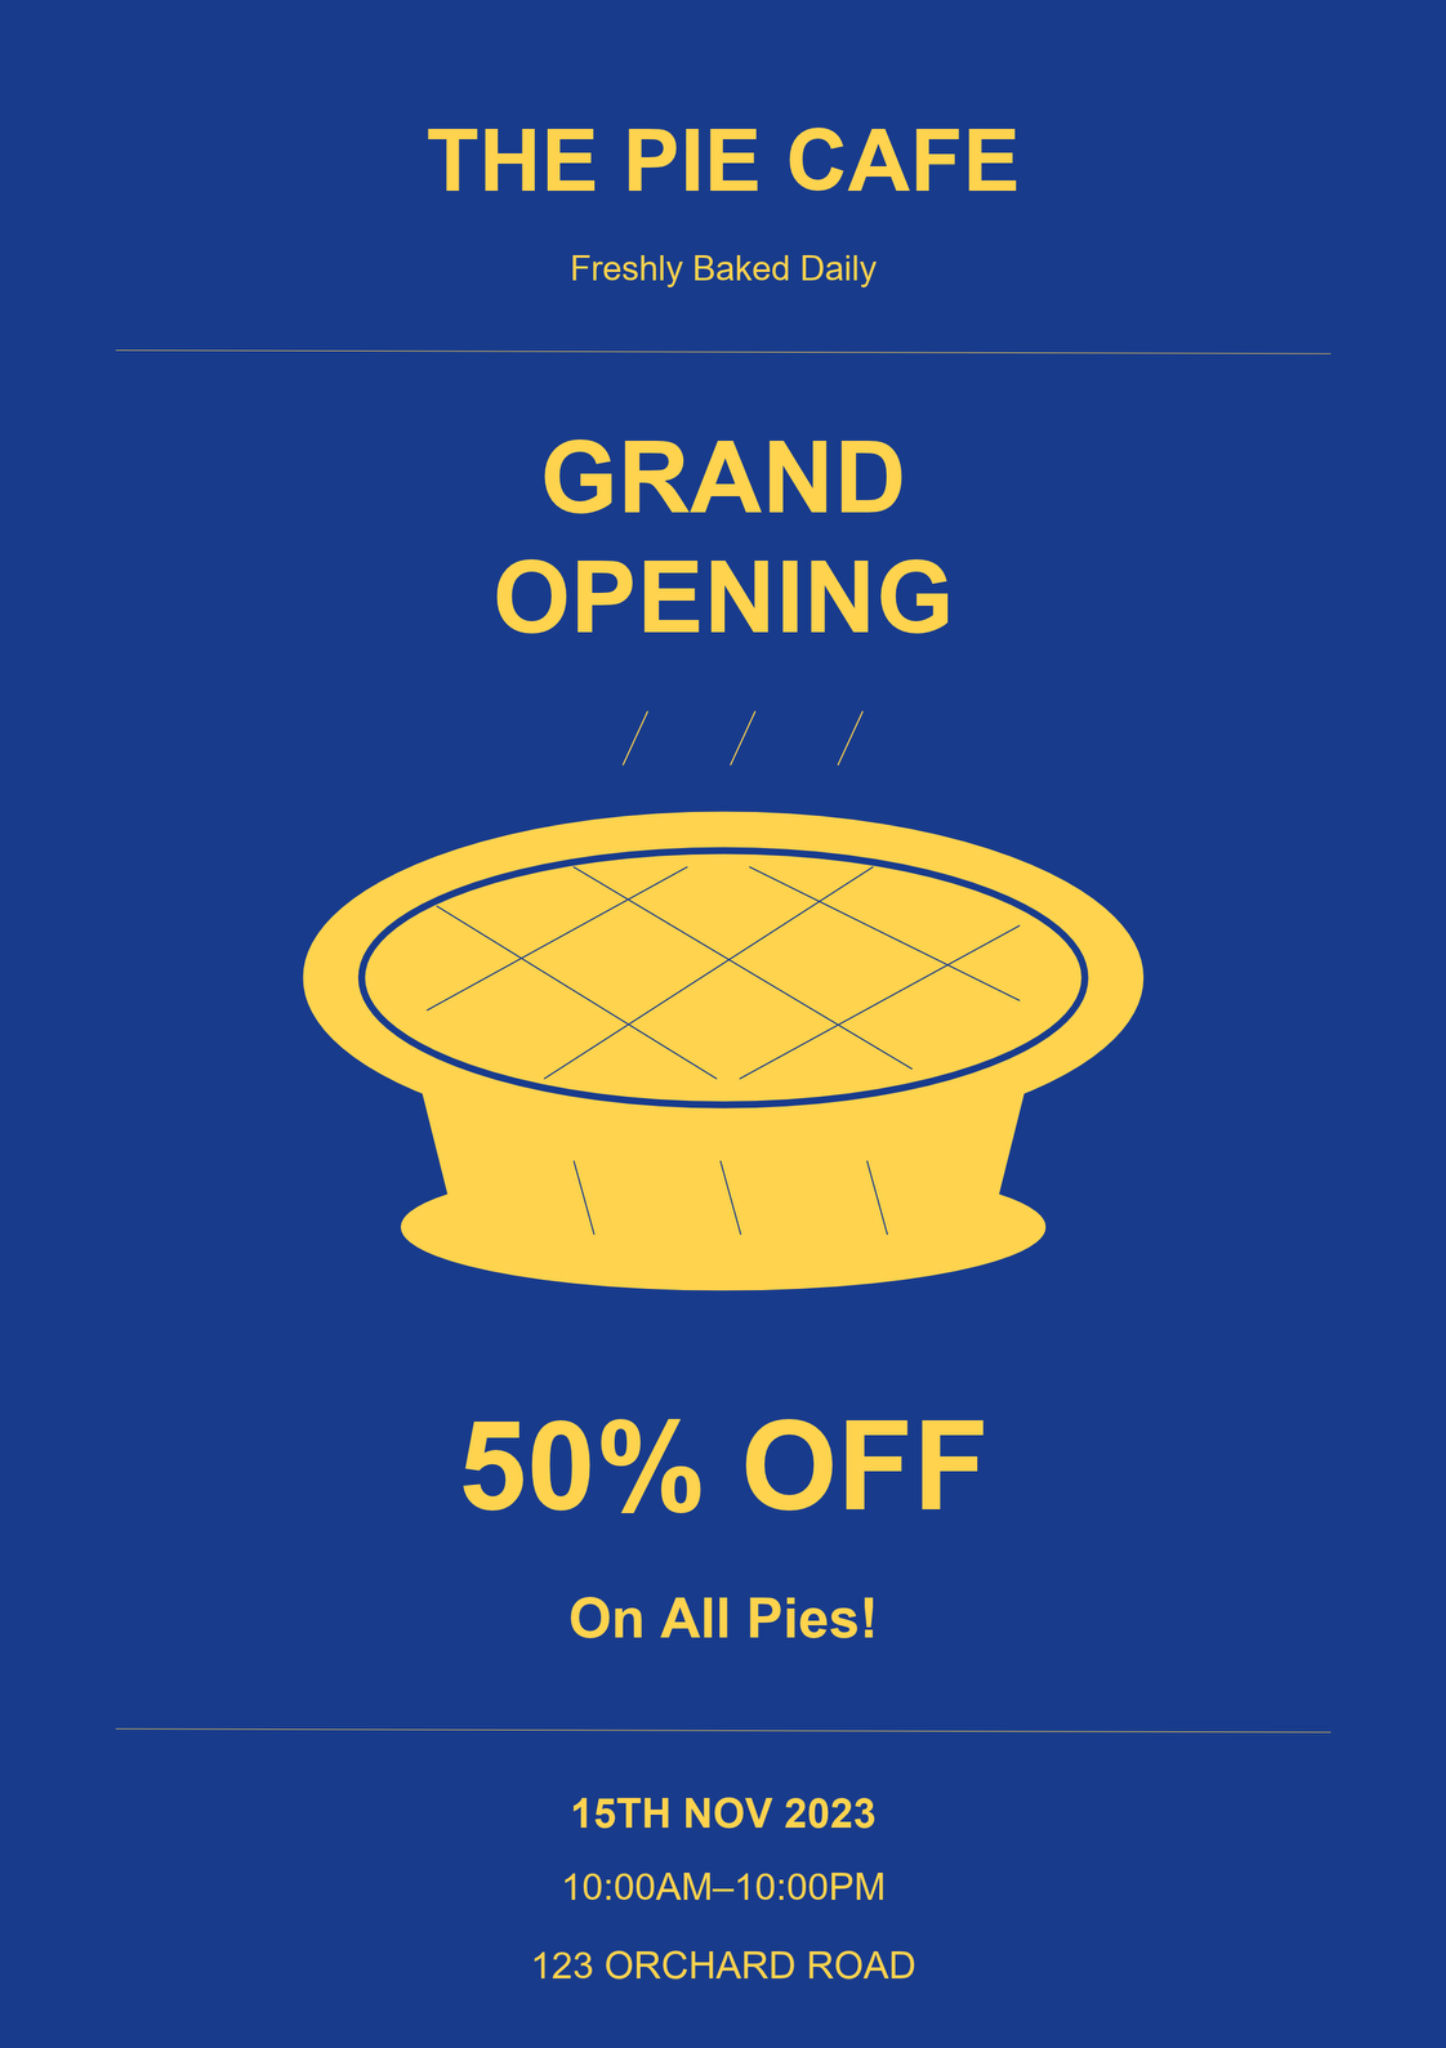 THE PIE CAFE
Freshly Baked Daily
GRAND
OPENING
50% OFF
On All Pies!
15TH NOV 2023
10:00AM–10:00PM
123 ORCHARD ROAD